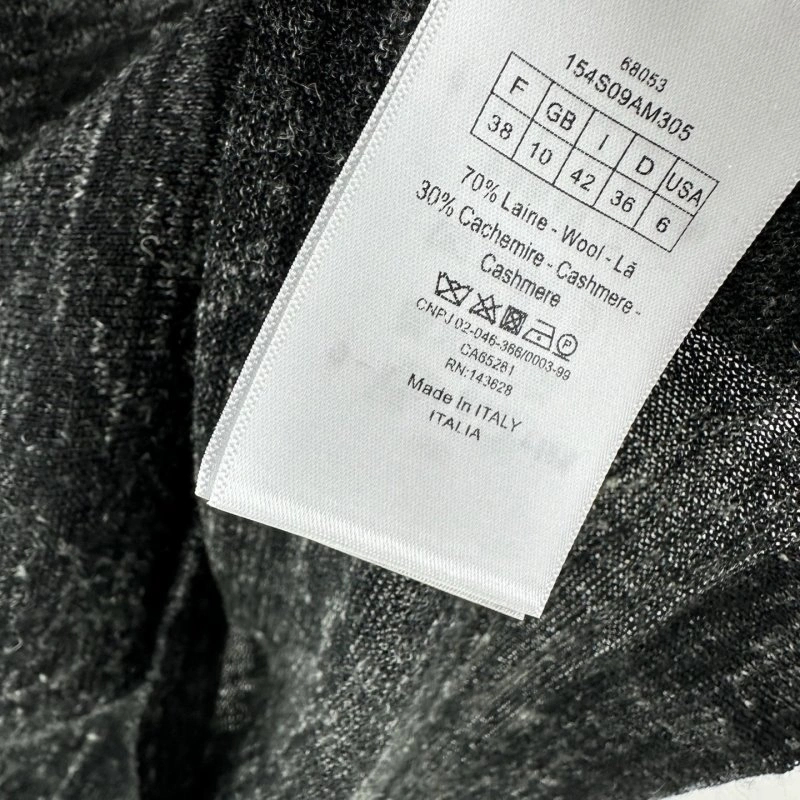 68053
154S09AM305
F GB I D USA
38 10 42 36 6
70% Laine - Wool - Lã
30% Cachemire - Cashmere -
Cashmere
P
CNPJ 02-046-366/0003-99
CA65281
RN:143628
Made In ITALY
ITALIA